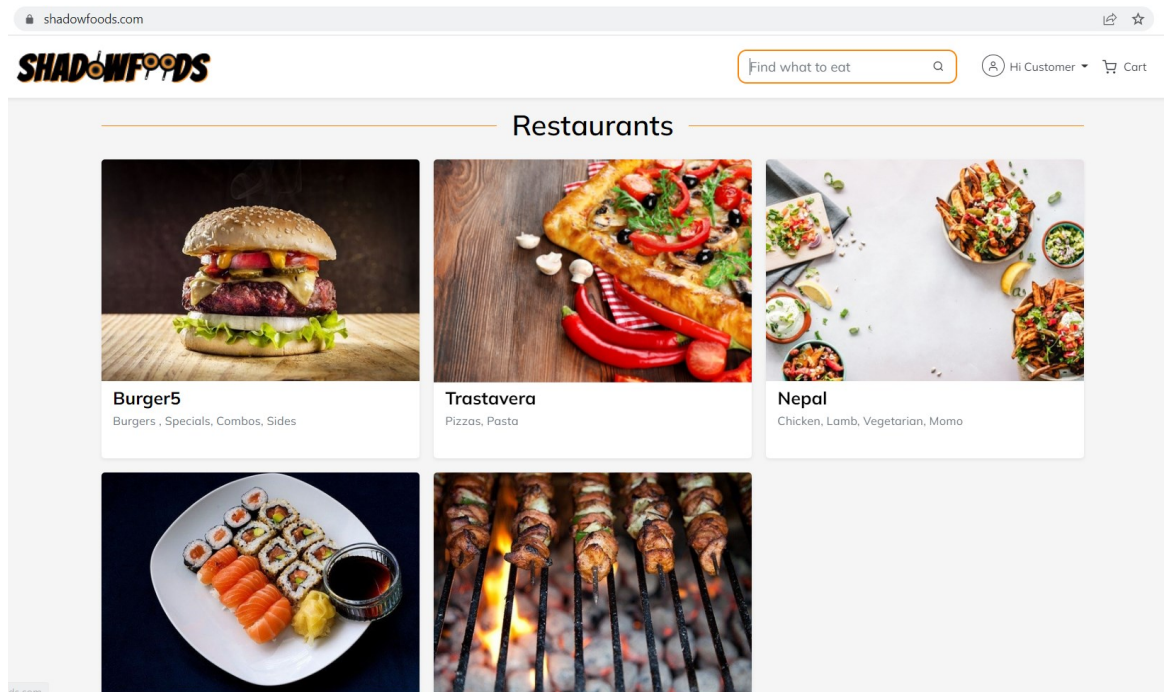 shadowfoods.com
SHADOWFOODS
Find what to eat
Hi Customer
Cart
Restaurants
Burger5
Burgers , Specials, Combos, Sides
Trastavera
Pizzas, Pasta
Nepal
Chicken, Lamb, Vegetarian, Momo